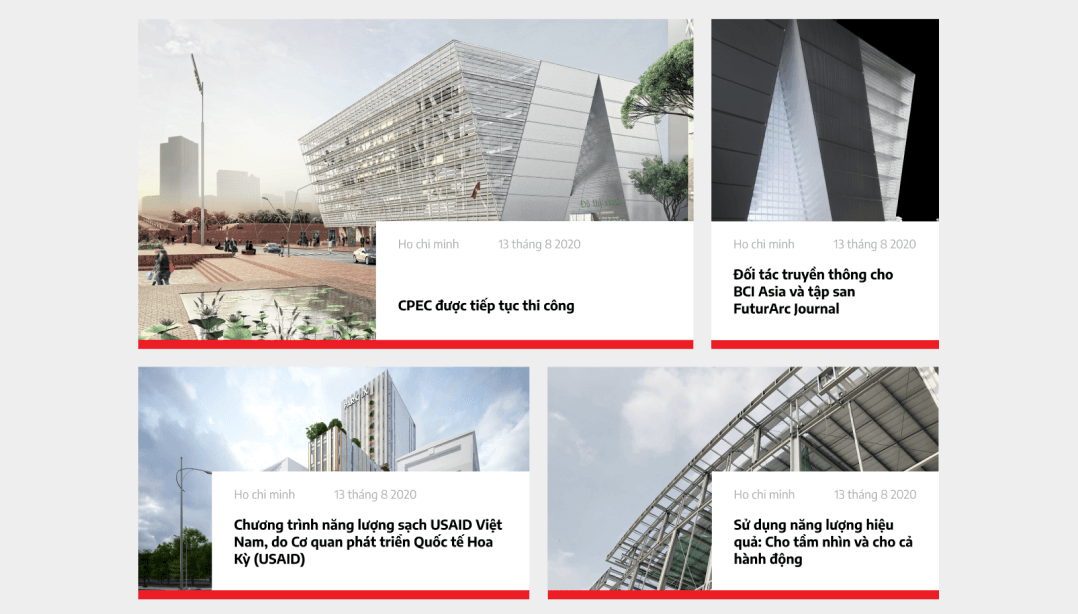 Ho chi minh 13 tháng 8 2020
CPEC được tiếp tục thi công
Ho chi minh 13 tháng 8 2020
Đối tác truyền thông cho
BCI Asia và tập san
FuturArc Journal
Ho chi minh 13 tháng 8 2020
Chương trình năng lượng sạch USAID Việt
Nam, do Cơ quan phát triển Quốc tế Hoa
Kỳ (USAID)
Ho chi minh 13 tháng 8 2020
Sử dụng năng lượng hiệu
quả: Cho tầm nhìn và cho cả
hành động